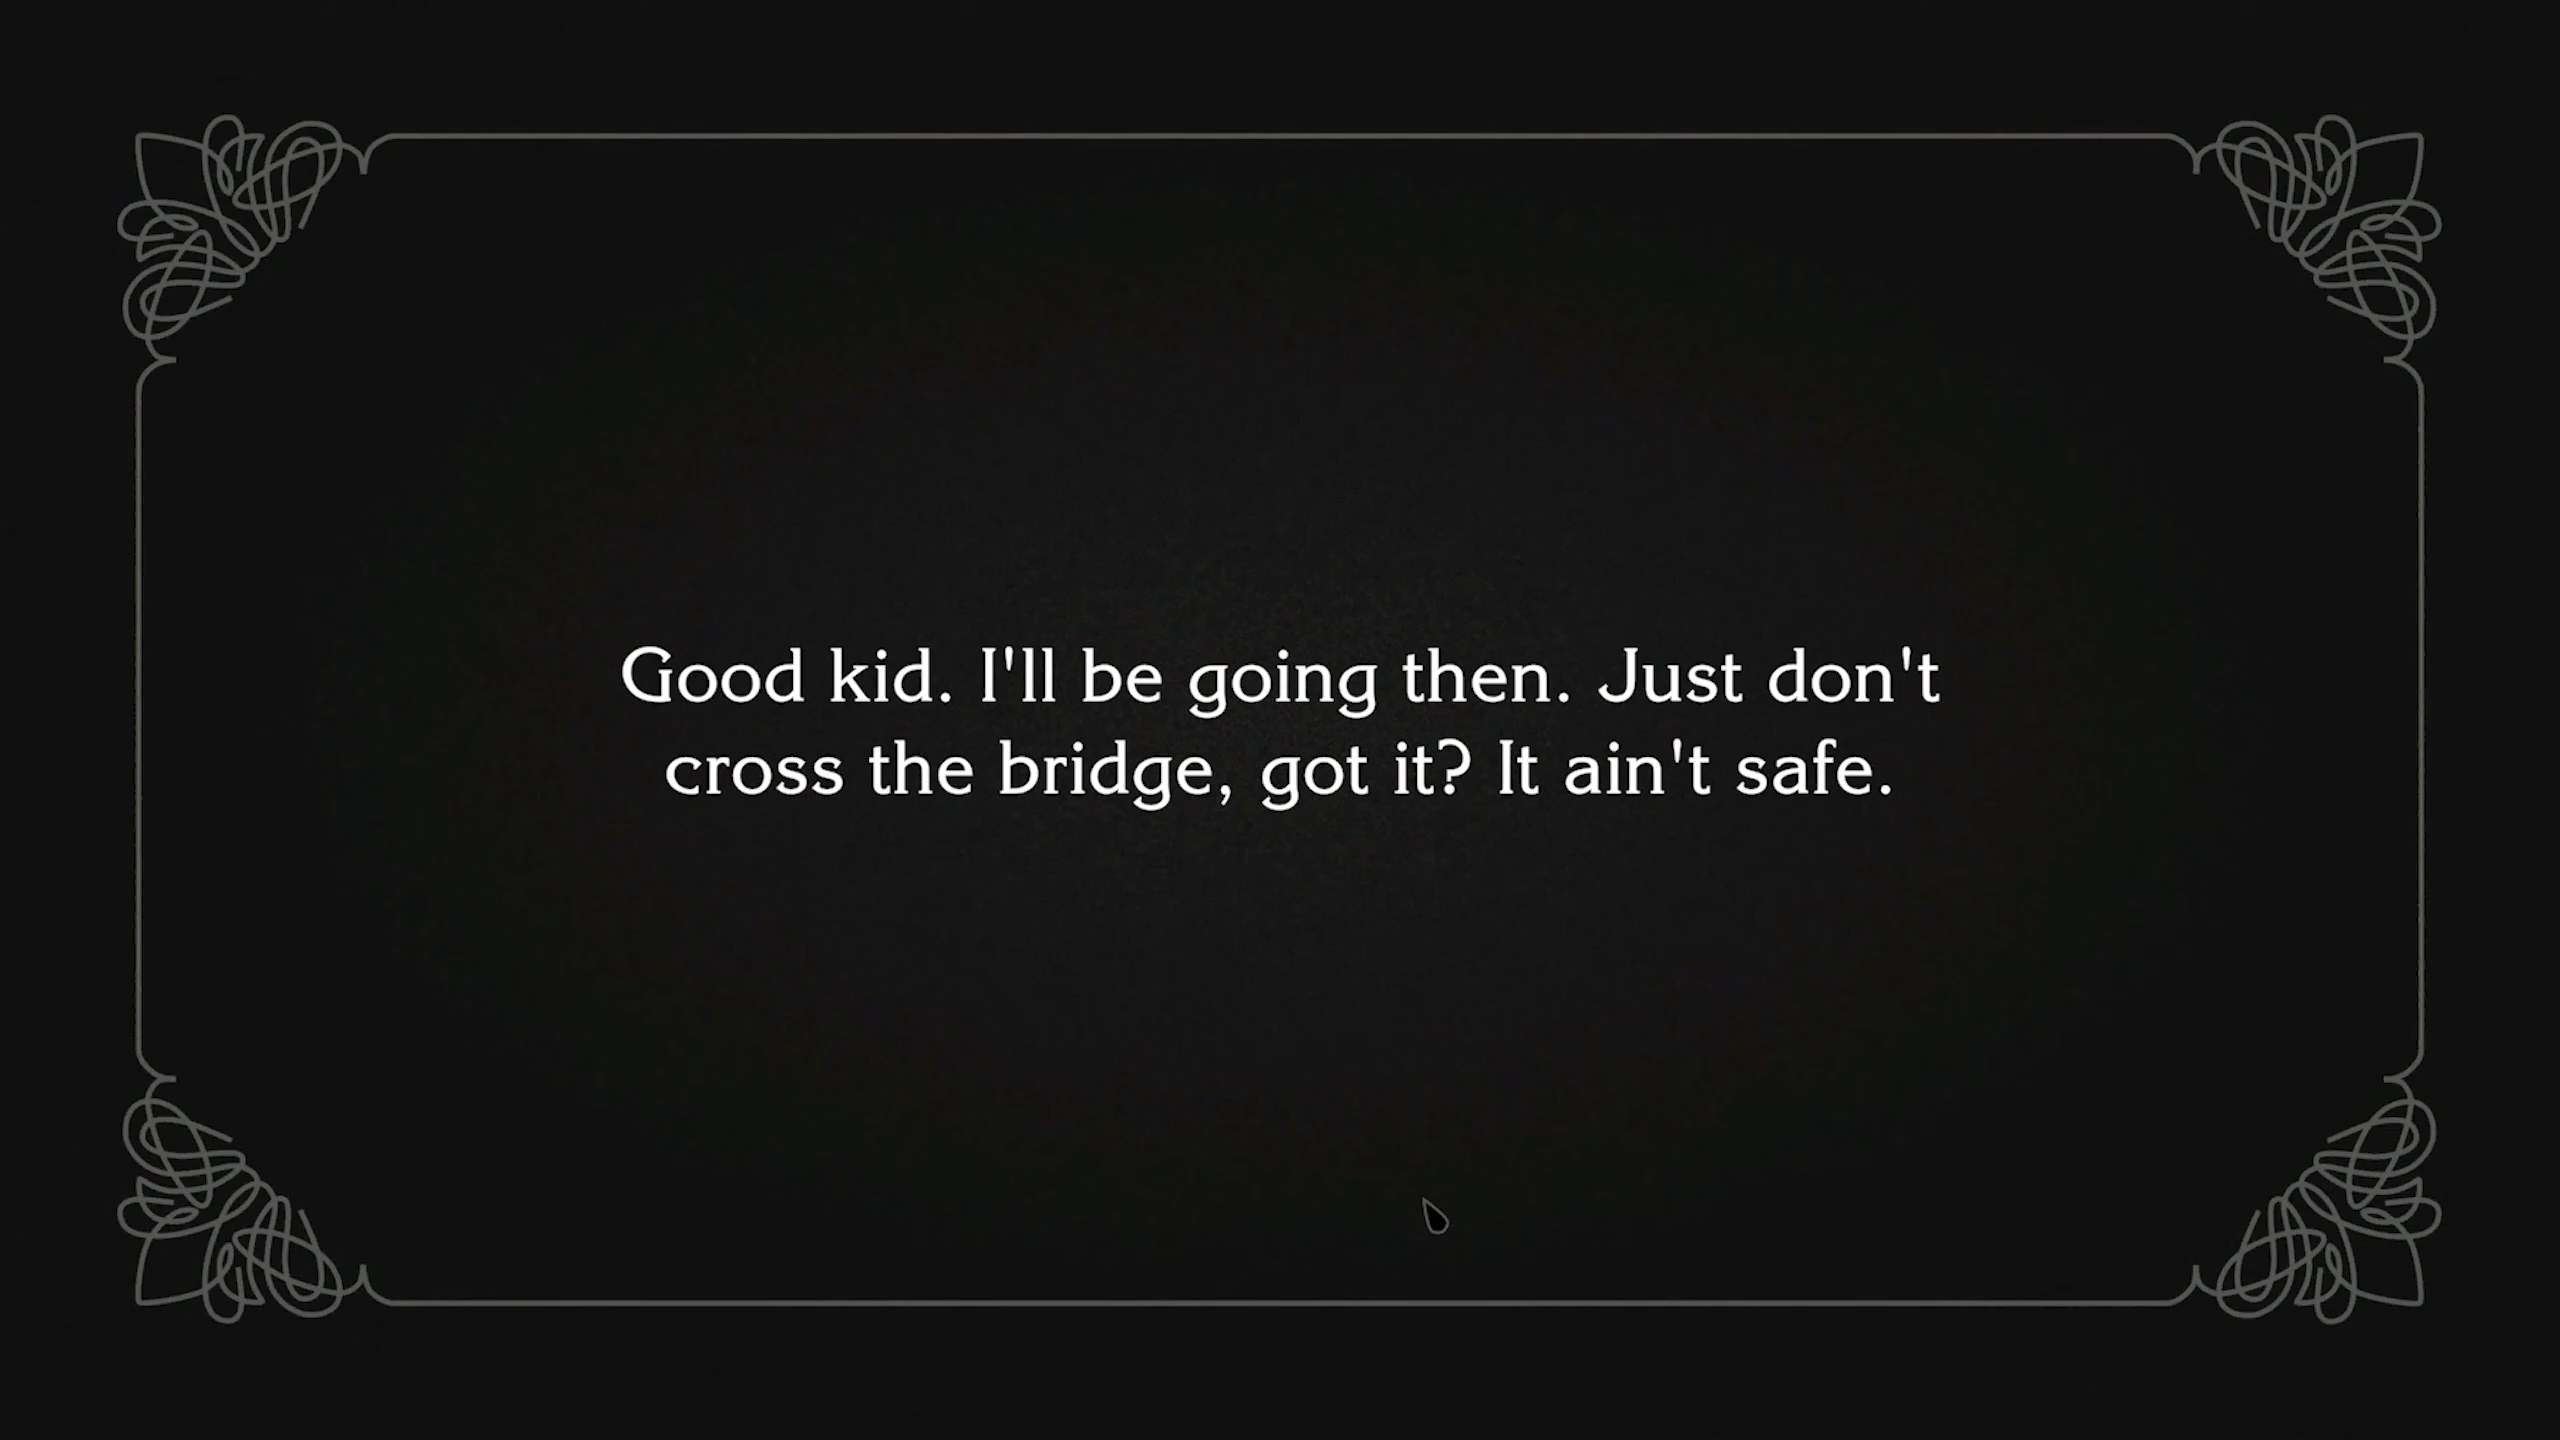 Good kid. I'll be going then. Just don't
cross the bridge, got it? It ain't safe.